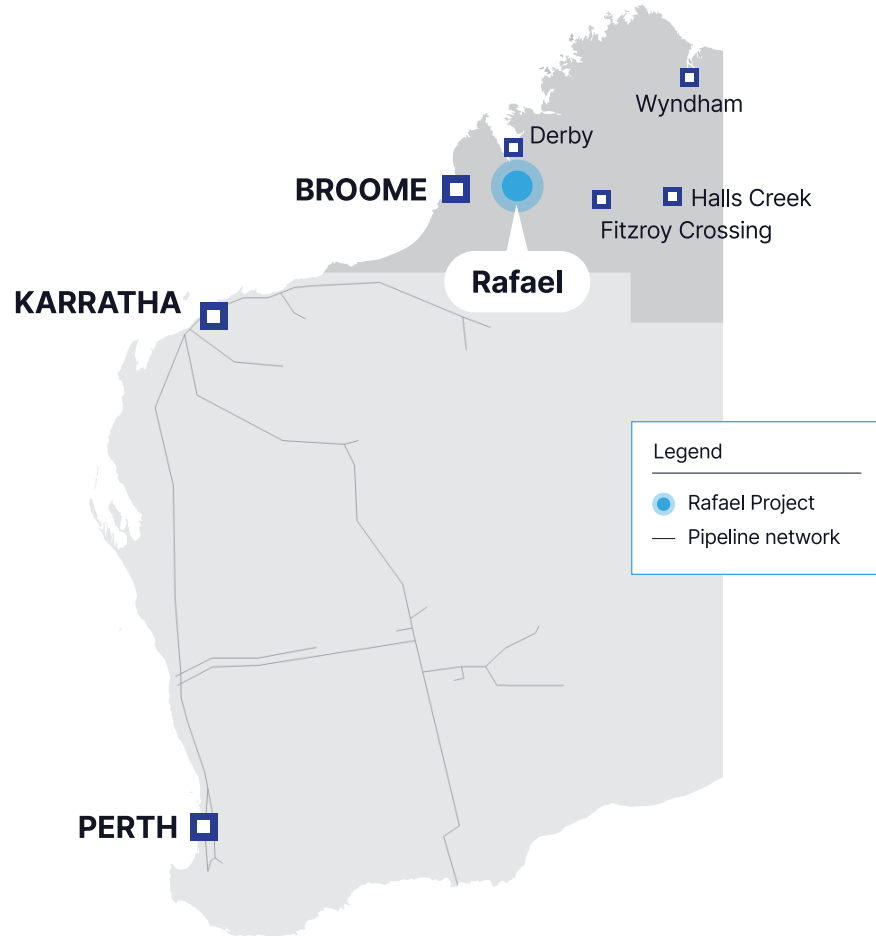 Wyndham
Derby
BROOME
Halls Creek
Fitzroy Crossing
Rafael
KARRATHA
Legend
Rafael Project
Pipeline network
PERTH